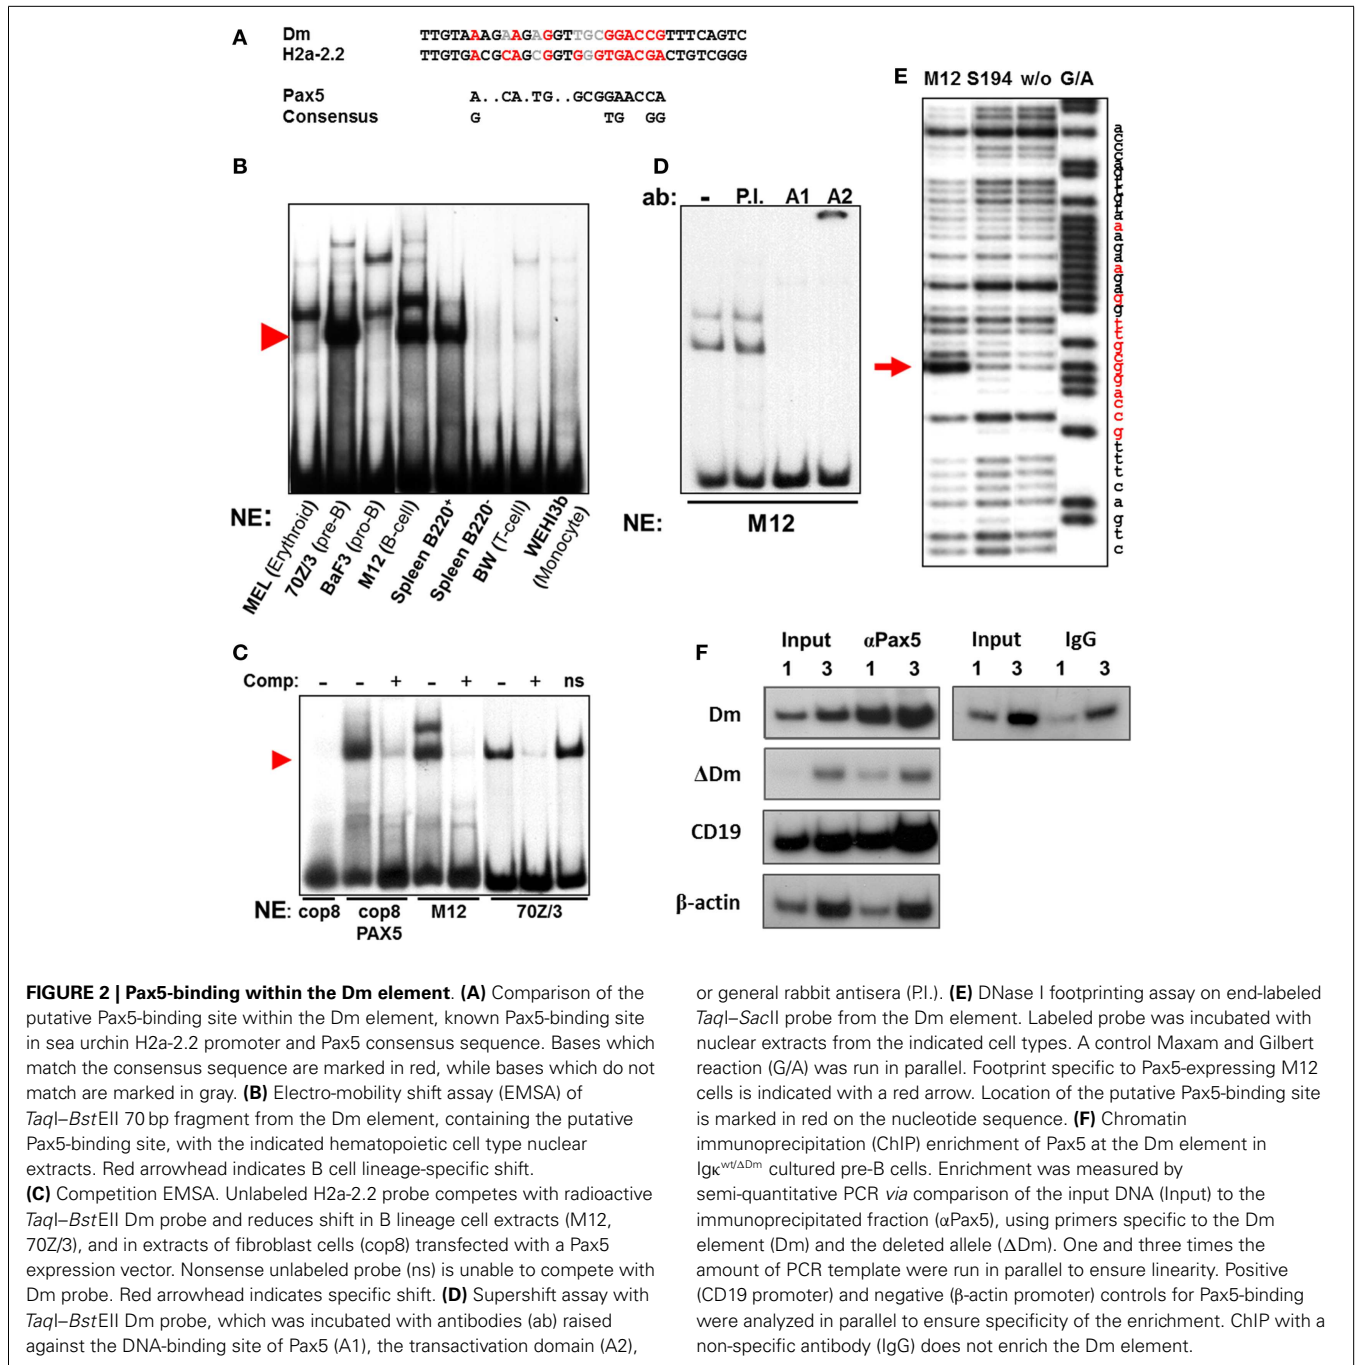 A
Dm TTGTAAAGAAGAGGTTGCGGACCGTTTCAGTC
H2a-2.2 TTGTGACGCAGCGGTGGGTGACGACTGTCGGG
Pax5 A..CA.TG..GCGGAACCA
Consensus G TG GG
B
NE:
MEL (Erythroid)
70Z/3 (pre-B)
BaF3 (pro-B)
M12 (B-cell)
Spleen B220+
Spleen B220-
BW (T-cell)
WEHI3b
(Monocyte)
D
ab: - P.I. A1 A2
NE: M12
E M12 S194 w/o G/A
g
t
t
t
t
c
a
g
t
c
C
Comp: - - + - + - + ns
NE: cop8 cop8 M12 70Z/3
PAX5
F
Input αPax5 Input IgG
1 3 1 3 1 3 1 3
Dm
ΔDm
CD19
β-actin
FIGURE 2 | Pax5-binding within the Dm element. (A) Comparison of the
putative Pax5-binding site within the Dm element, known Pax5-binding site
in sea urchin H2a-2.2 promoter and Pax5 consensus sequence. Bases which
match the consensus sequence are marked in red, while bases which do not
match are marked in gray. (B) Electro-mobility shift assay (EMSA) of
TaqI–BstEII 70 bp fragment from the Dm element, containing the putative
Pax5-binding site, with the indicated hematopoietic cell type nuclear
extracts. Red arrowhead indicates B cell lineage-specific shift.
(C) Competition EMSA. Unlabeled H2a-2.2 probe competes with radioactive
TaqI–BstEII Dm probe and reduces shift in B lineage cell extracts (M12,
70Z/3), and in extracts of fibroblast cells (cop8) transfected with a Pax5
expression vector. Nonsense unlabeled probe (ns) is unable to compete with
Dm probe. Red arrowhead indicates specific shift. (D) Supershift assay with
TaqI–BstEII Dm probe, which was incubated with antibodies (ab) raised
against the DNA-binding site of Pax5 (A1), the transactivation domain (A2),
or general rabbit antisera (P.I.). (E) DNase I footprinting assay on end-labeled
TaqI–SacII probe from the Dm element. Labeled probe was incubated with
nuclear extracts from the indicated cell types. A control Maxam and Gilbert
reaction (G/A) was run in parallel. Footprint specific to Pax5-expressing M12
cells is indicated with a red arrow. Location of the putative Pax5-binding site
is marked in red on the nucleotide sequence. (F) Chromatin
immunoprecipitation (ChIP) enrichment of Pax5 at the Dm element in
Igκwt/ΔDm cultured pre-B cells. Enrichment was measured by
semi-quantitative PCR via comparison of the input DNA (Input) to the
immunoprecipitated fraction (αPax5), using primers specific to the Dm
element (Dm) and the deleted allele (ΔDm). One and three times the
amount of PCR template were run in parallel to ensure linearity. Positive
(CD19 promoter) and negative (β-actin promoter) controls for Pax5-binding
were analyzed in parallel to ensure specificity of the enrichment. ChIP with a
non-specific antibody (IgG) does not enrich the Dm element.